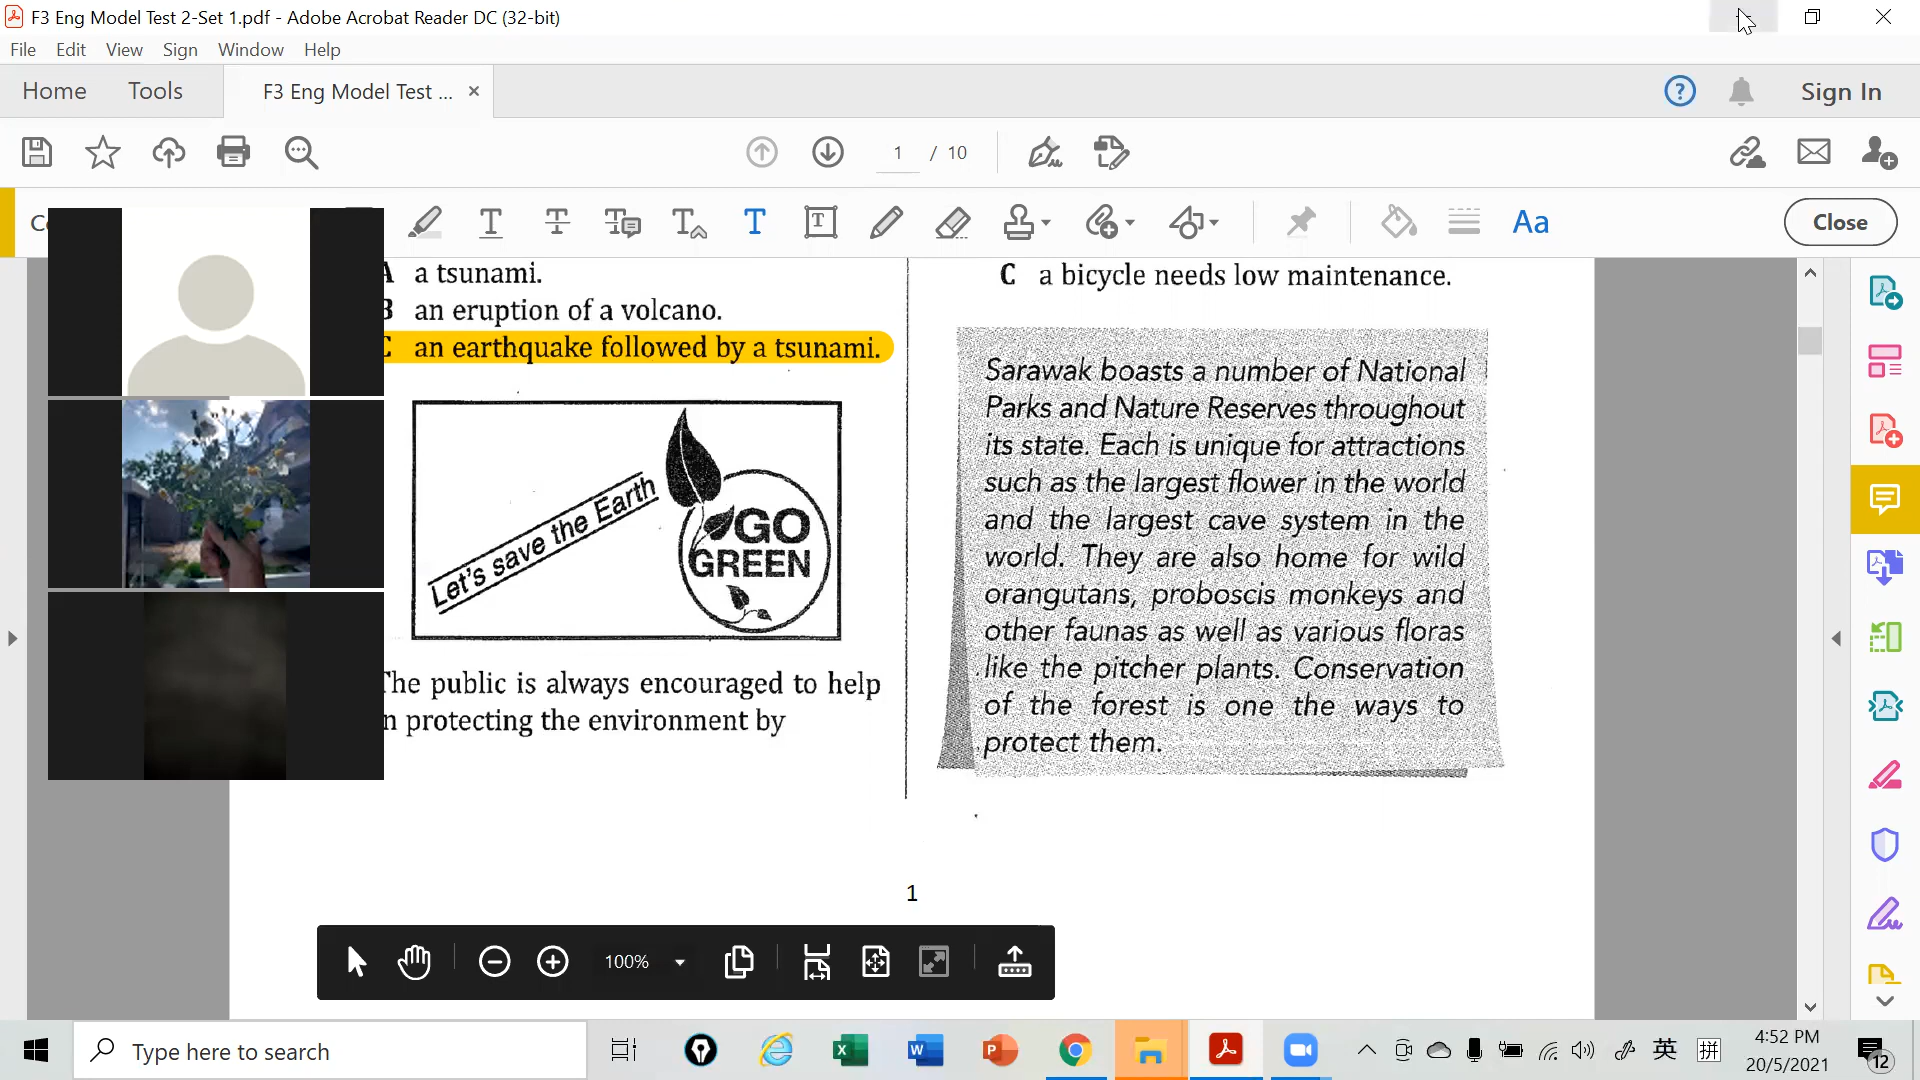 F3 Eng Model Test 2-Set 1.pdf - Adobe Acrobat Reader DC (32-bit)
File Edit View Sign Window Help
Home Tools F3 Eng Model Test ... × Sign In
1 / 10
Close
A a tsunami.
B an eruption of a volcano.
C an earthquake followed by a tsunami.
Let's save the Earth
GO
GREEN
The public is always encouraged to help
n protecting the environment by
C a bicycle needs low maintenance.
Sarawak boasts a number of National
Parks and Nature Reserves throughout
its state. Each is unique for attractions
such as the largest flower in the world
and the largest cave system in the
world. They are also home for wild
orangutans, proboscis monkeys and
other faunas as well as various floras
like the pitcher plants. Conservation
of the forest is one the ways to
protect them.
1
100%
Type here to search
英 拼
4:52 PM
20/5/2021
12